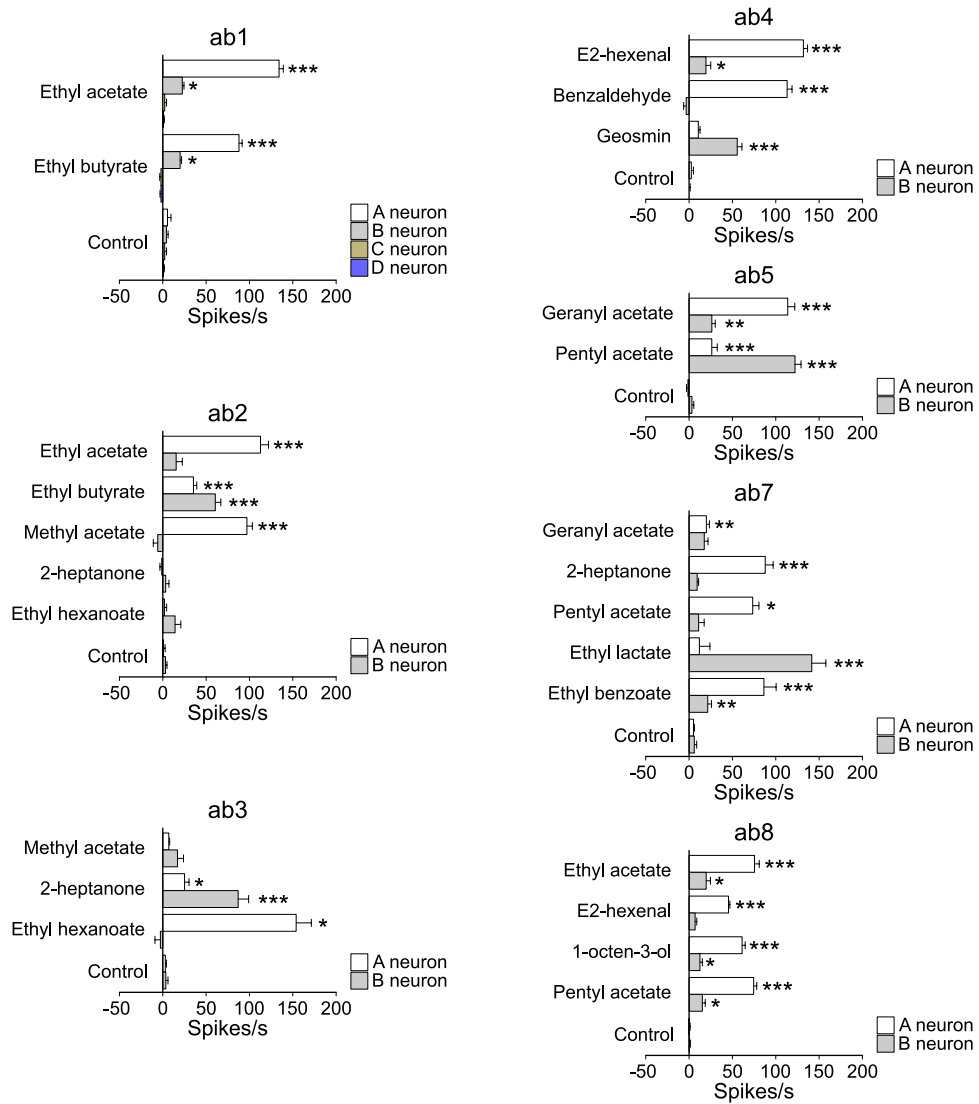 ab1
Ethyl acetate
***
*
Ethyl butyrate
***
*
Control
A neuron
B neuron
C neuron
D neuron
-50 0 50 100 150 200
Spikes/s
ab2
Ethyl acetate
***
Ethyl butyrate
***
***
Methyl acetate
***
2-heptanone
Ethyl hexanoate
Control
A neuron
B neuron
-50 0 50 100 150 200
Spikes/s
ab3
Methyl acetate
2-heptanone
*
***
Ethyl hexanoate
*
Control
A neuron
B neuron
-50 0 50 100 150 200
Spikes/s
ab4
E2-hexenal
***
*
Benzaldehyde
***
Geosmin
***
Control
A neuron
B neuron
-50 0 50 100 150 200
Spikes/s
ab5
Geranyl acetate
***
**
Pentyl acetate
***
***
Control
A neuron
B neuron
-50 0 50 100 150 200
Spikes/s
ab7
Geranyl acetate
**
2-heptanone
***
Pentyl acetate
*
Ethyl lactate
***
Ethyl benzoate
***
**
Control
A neuron
B neuron
-50 0 50 100 150 200
Spikes/s
ab8
Ethyl acetate
***
*
E2-hexenal
***
1-octen-3-ol
***
*
Pentyl acetate
***
*
Control
A neuron
B neuron
-50 0 50 100 150 200
Spikes/s